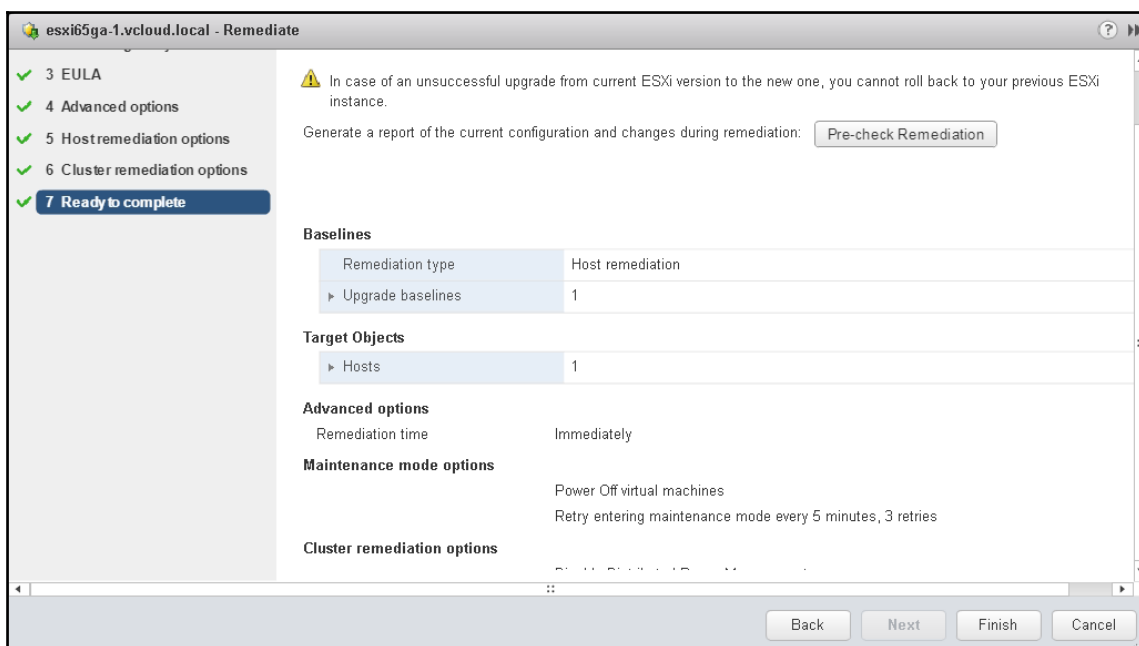 esxi65ga-1.vcloud.local - Remediate
3 EULA
4 Advanced options
5 Host remediation options
6 Cluster remediation options
7 Ready to complete
In case of an unsuccessful upgrade from current ESXi version to the new one, you cannot roll back to your previous ESXi
instance.
Generate a report of the current configuration and changes during remediation: Pre-check Remediation
Baselines
Remediation type Host remediation
Upgrade baselines 1
Target Objects
Hosts 1
Advanced options
Remediation time Immediately
Maintenance mode options
Power Off virtual machines
Retry entering maintenance mode every 5 minutes, 3 retries
Cluster remediation options
Back Next Finish Cancel